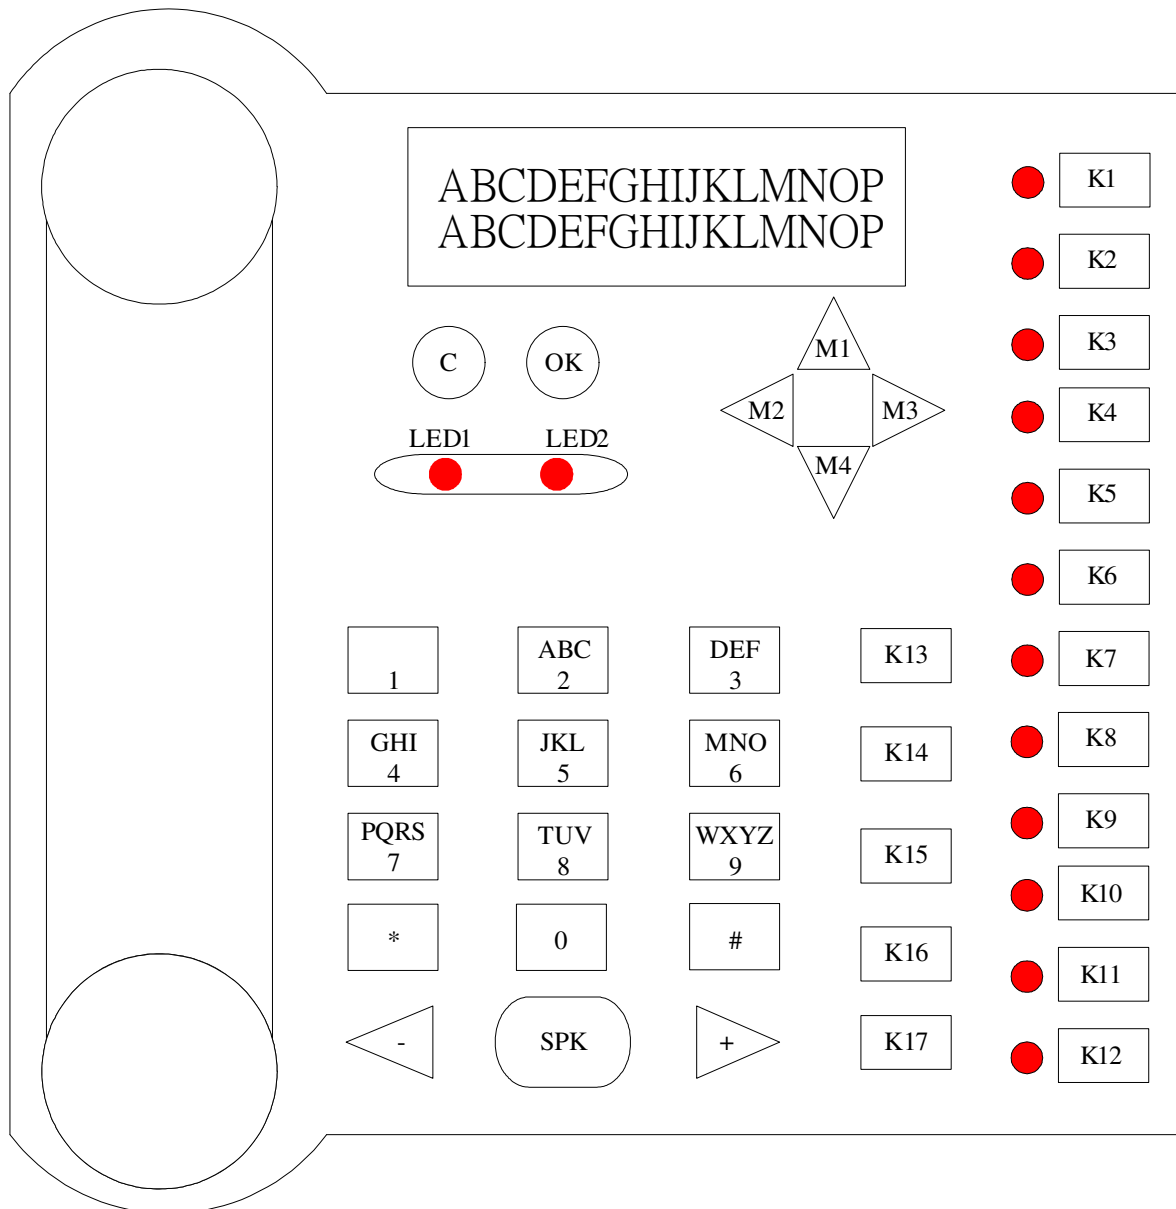 ABCDEFGHIJKLMNOP
ABCDEFGHIJKLMNOP
K1
K2
C
OK
M1
K3
M2
M3
K4
LED1
LED2
M4
K5
K6
1
ABC
2
DEF
3
K13
K7
GHI
4
JKL
5
MNO
6
K14
K8
PQRS
7
TUV
8
WXYZ
9
K15
K9
K10
*
0
#
K16
K11
-
SPK
+
K17
K12